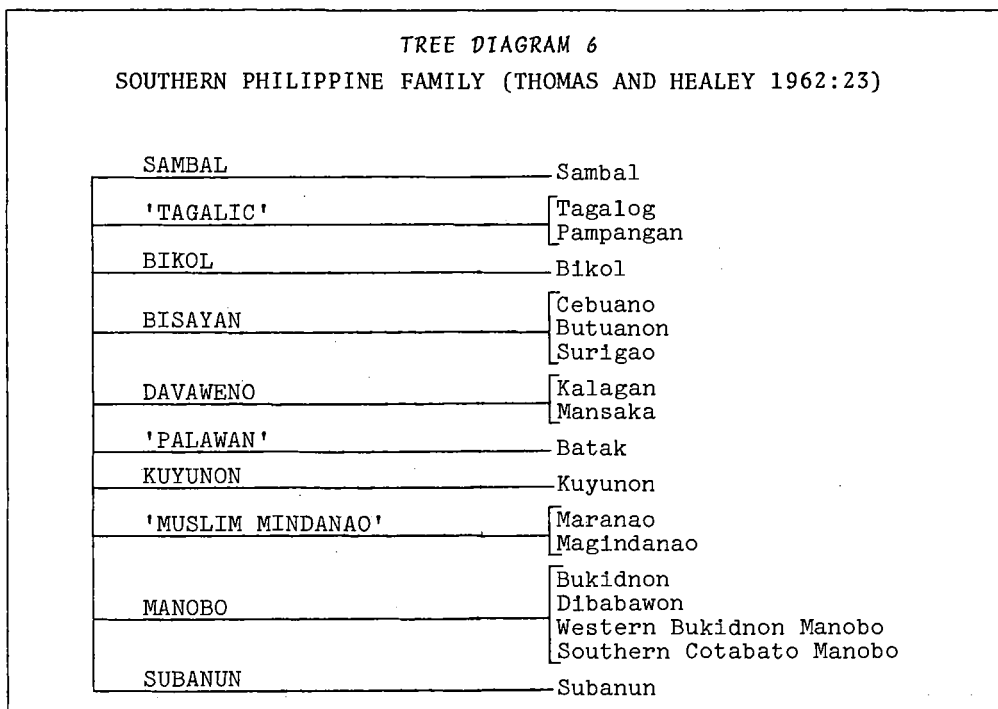 TREE DIAGRAM 6
SOUTHERN PHILIPPINE FAMILY (THOMAS AND HEALEY 1962:23)
SAMBAL
Sambal
'TAGALIC'
Tagalog
Pampangan
BIKOL
Bikol
BISAYAN
Cebuano
Butuanon
Surigao
DAVAWENO
Kalagan
Mansaka
'PALAWAN'
Batak
KUYUNON
Kuyunon
'MUSLIM MINDANAO'
Maranao
Magindanao
MANOBO
Bukidnon
Dibabawon
Western Bukidnon Manobo
Southern Cotabato Manobo
SUBANUN
Subanun